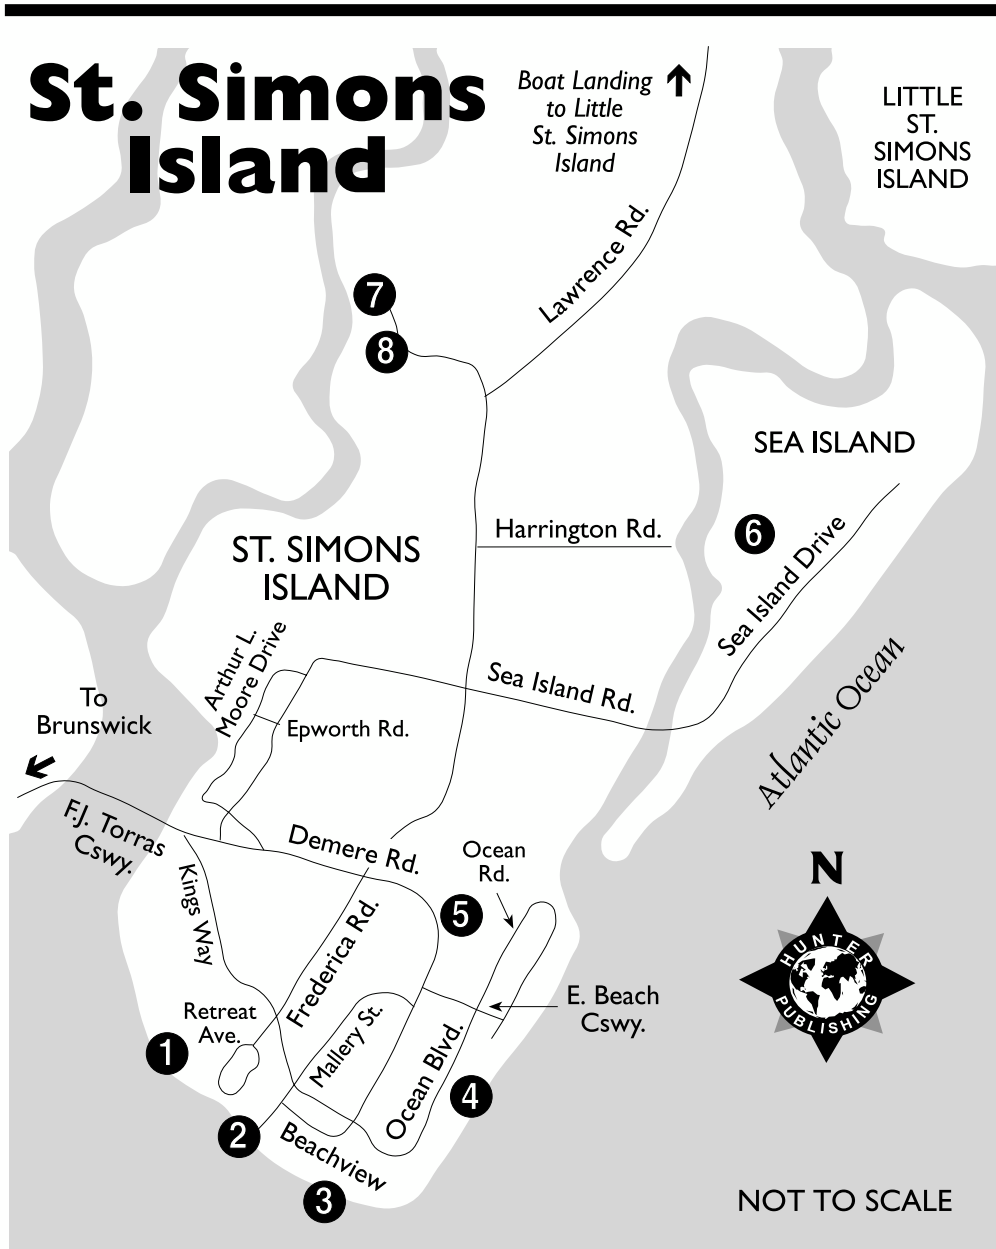 St. Simons
Island
Boat Landing
to Little
St. Simons
Island
LITTLE
ST.
SIMONS
ISLAND
Lawrence Rd.
7
8
SEA ISLAND
Harrington Rd.
6
ST. SIMONS
ISLAND
Sea Island Drive
Arthur L.
Moore Drive
Sea Island Rd.
To
Brunswick
Epworth Rd.
Atlantic Ocean
F.J. Torras
Cswy.
Demere Rd.
Ocean
Rd.
N
Kings Way
5
Frederica Rd.
HUNTER
PUBLISHING
E. Beach
Cswy.
Retreat
Ave.
1
Mallery St.
Ocean Blvd.
4
2
Beachview
3
NOT TO SCALE